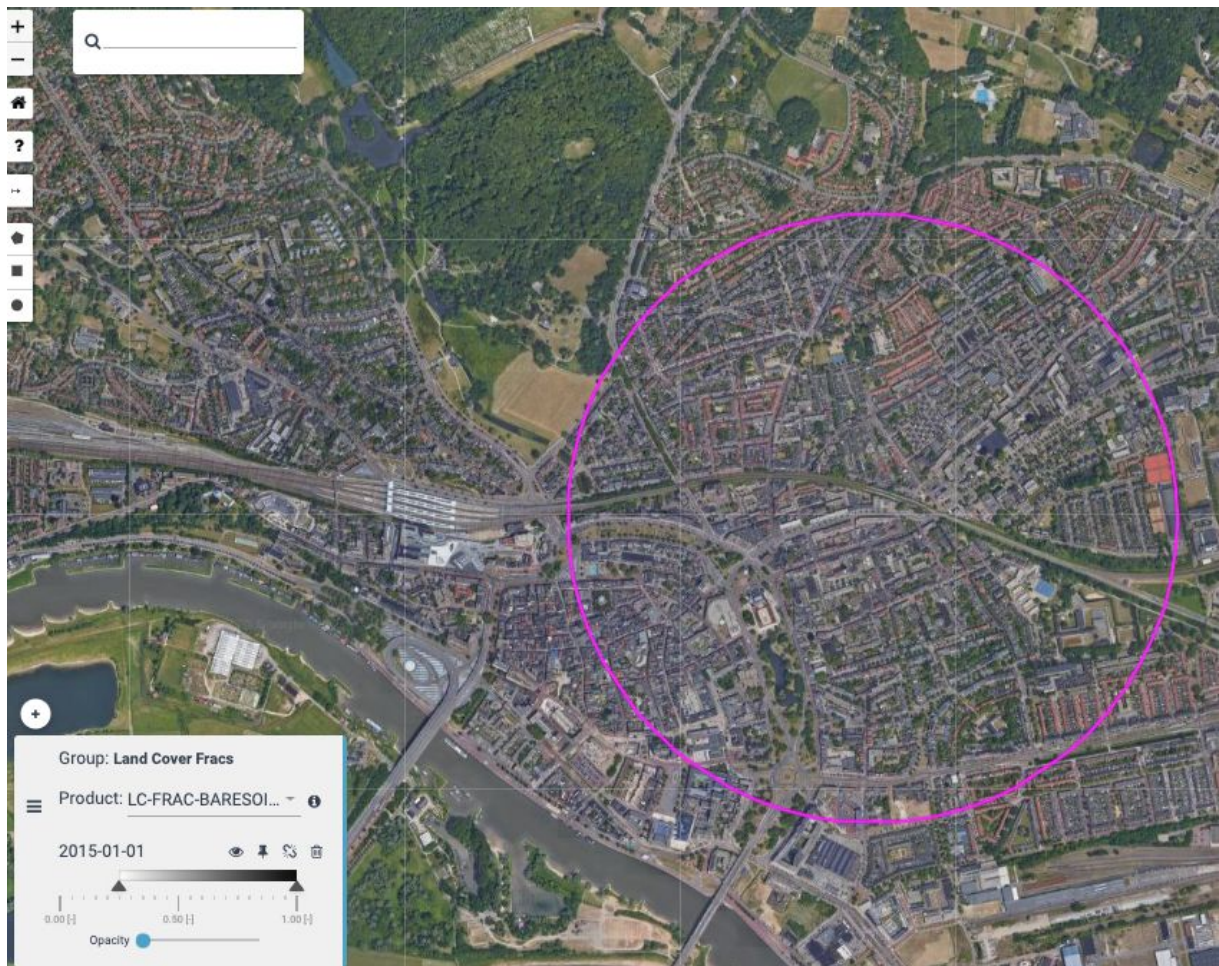 +
−
?
+
Group: Land Cover Fracs
Product: LC-FRAC-BARESOI...
2015-01-01
0.00 [-] 0.50 [-] 1.00 [-]
Opacity